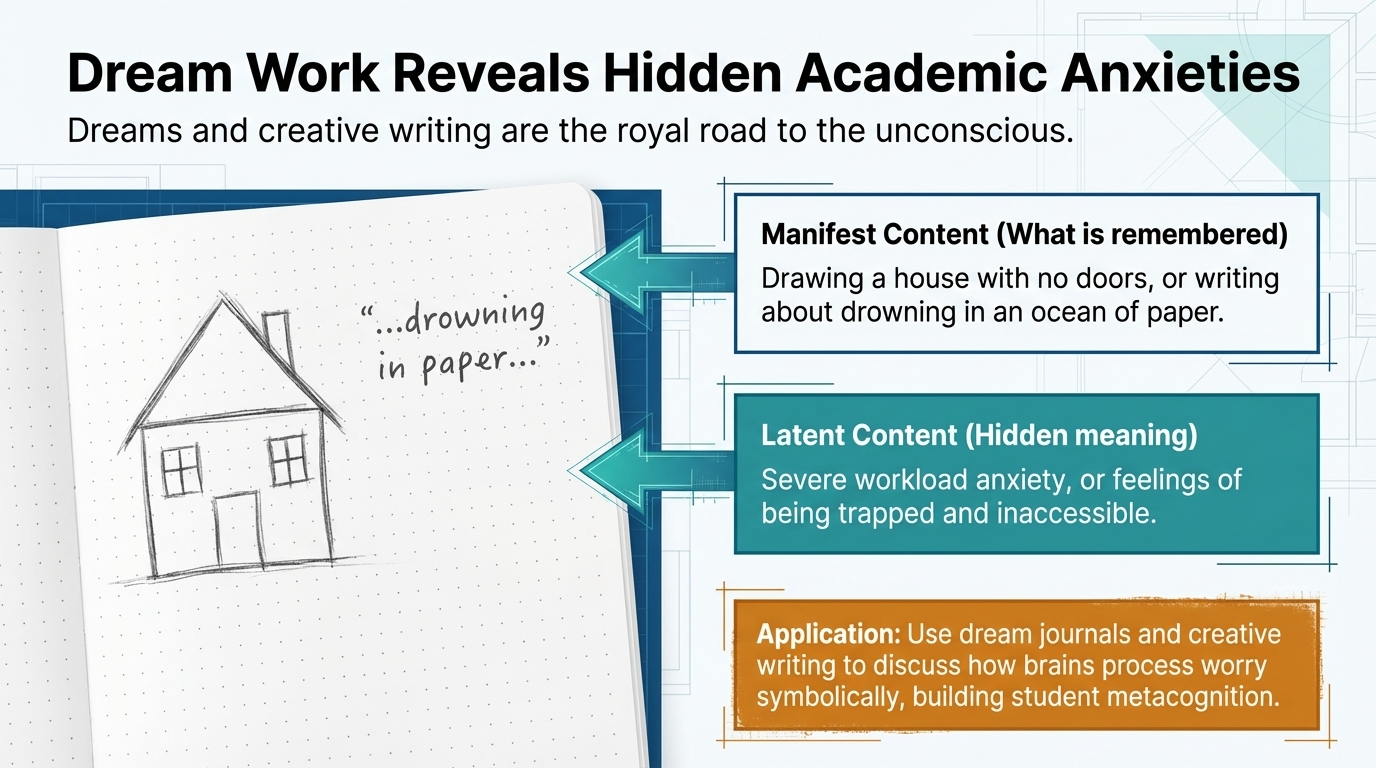 Dream Work Reveals Hidden Academic Anxieties
Dreams and creative writing are the royal road to the unconscious.
“...drowning
in paper...”
Manifest Content (What is remembered)
Drawing a house with no doors, or writing
about drowning in an ocean of paper.
Latent Content (Hidden meaning)
Severe workload anxiety, or feelings of
being trapped and inaccessible.
Application: Use dream journals and creative
writing to discuss how brains process worry
symbolically, building student metacognition.